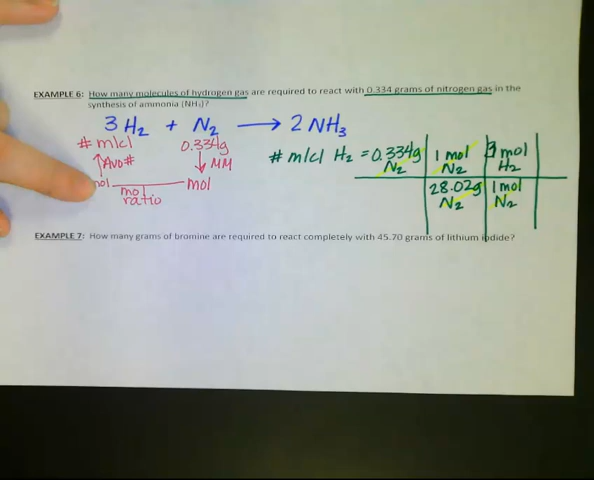 EXAMPLE 6: How many molecules of hydrogen gas are required to react with 0.334 grams of nitrogen gas in the
synthesis of ammonia (NH₃)?
3 H₂ + N₂ → 2 NH₃
# mlcl 0.334g
↑ Avo# ↓ MM
mol
mol
ratio
# mlcl H₂ = 0.334g N₂ | 1 mol N₂ | 3 mol H₂
28.02g N₂ | 1 mol N₂
EXAMPLE 7: How many grams of bromine are required to react completely with 45.70 grams of lithium iodide?